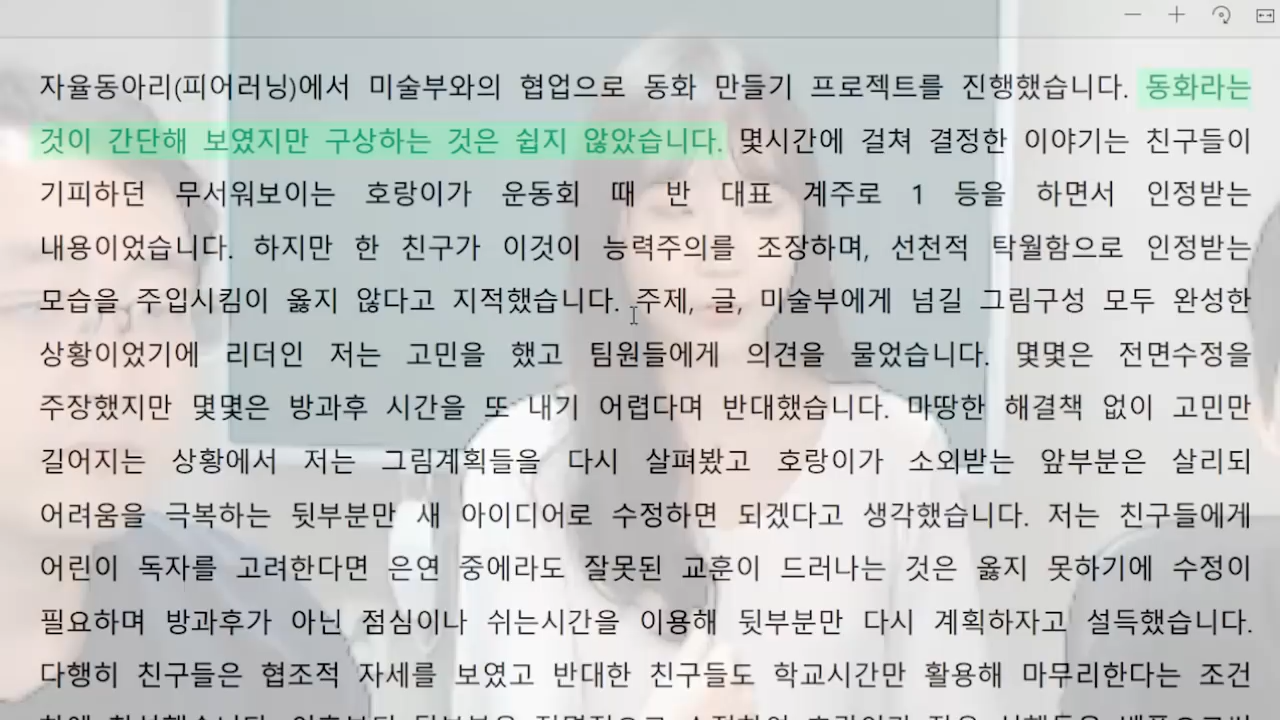 자율동아리(피어러닝)에서 미술부와의 협업으로 동화 만들기 프로젝트를 진행했습니다. 동화라는
것이 간단해 보였지만 구상하는 것은 쉽지 않았습니다. 몇시간에 걸쳐 결정한 이야기는 친구들이
기피하던 무서워보이는 호랑이가 운동회 때 반 대표 계주로 1 등을 하면서 인정받는
내용이었습니다. 하지만 한 친구가 이것이 능력주의를 조장하며, 선천적 탁월함으로 인정받는
모습을 주입시킴이 옳지 않다고 지적했습니다. 주제, 글, 미술부에게 넘길 그림구성 모두 완성한
상황이었기에 리더인 저는 고민을 했고 팀원들에게 의견을 물었습니다. 몇몇은 전면수정을
주장했지만 몇몇은 방과후 시간을 또 내기 어렵다며 반대했습니다. 마땅한 해결책 없이 고민만
길어지는 상황에서 저는 그림계획들을 다시 살펴봤고 호랑이가 소외받는 앞부분은 살리되
어려움을 극복하는 뒷부분만 새 아이디어로 수정하면 되겠다고 생각했습니다. 저는 친구들에게
어린이 독자를 고려한다면 은연 중에라도 잘못된 교훈이 드러나는 것은 옳지 못하기에 수정이
필요하며 방과후가 아닌 점심이나 쉬는시간을 이용해 뒷부분만 다시 계획하자고 설득했습니다.
다행히 친구들은 협조적 자세를 보였고 반대한 친구들도 학교시간만 활용해 마무리한다는 조건